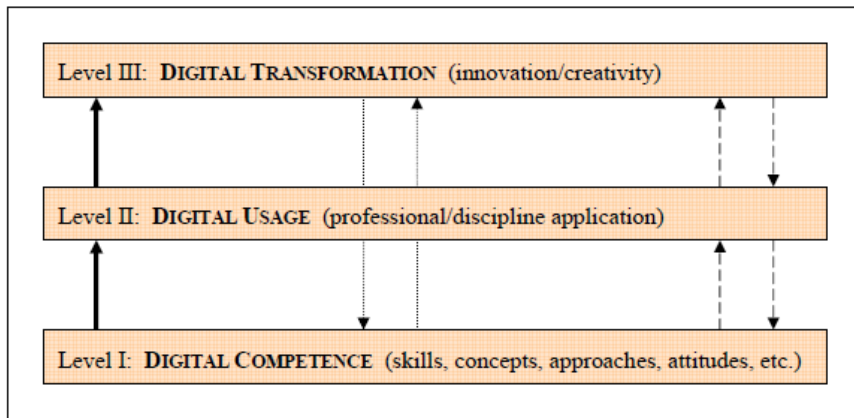 Level III: DIGITAL TRANSFORMATION (innovation/creativity)
Level II: DIGITAL USAGE (professional/discipline application)
Level I: DIGITAL COMPETENCE (skills, concepts, approaches, attitudes, etc.)